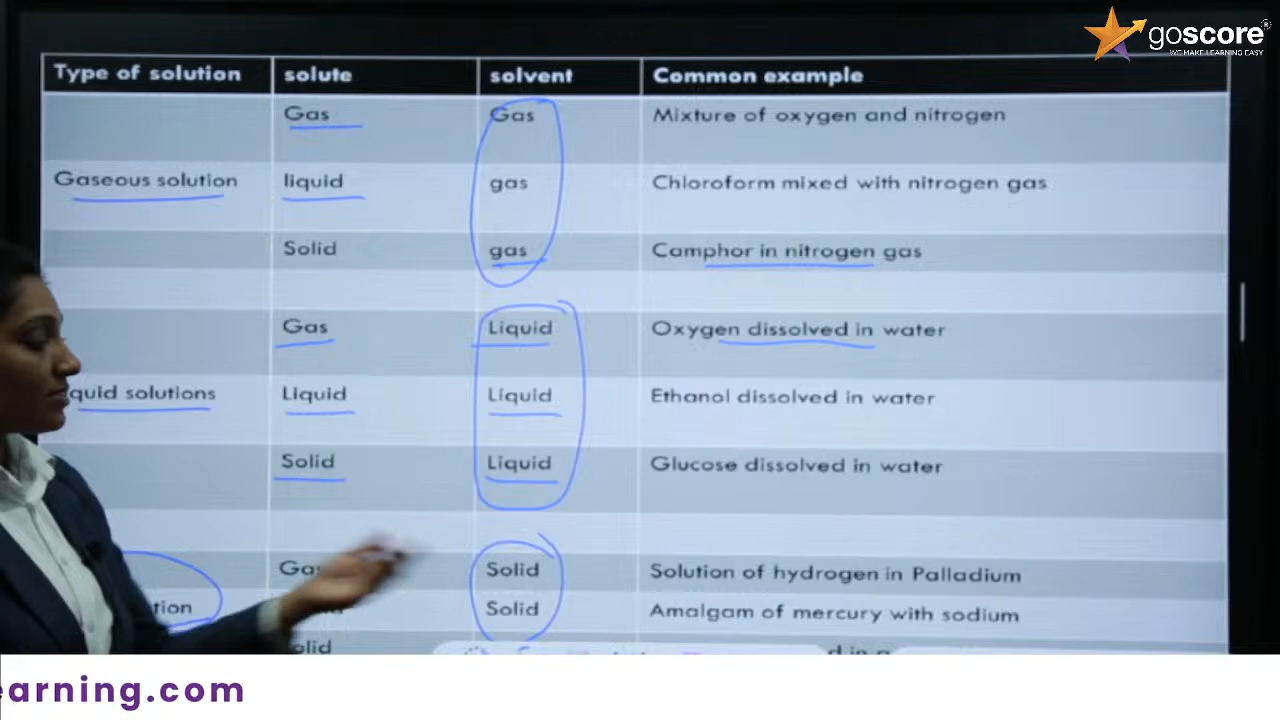 goscore
WE MAKE LEARNING EASY
Type of solution solute solvent Common example
Gas Gas Mixture of oxygen and nitrogen
Gaseous solution liquid gas Chloroform mixed with nitrogen gas
Solid gas Camphor in nitrogen gas
Gas Liquid Oxygen dissolved in water
quid solutions Liquid Liquid Ethanol dissolved in water
Solid Liquid Glucose dissolved in water
Gas Solid Solution of hydrogen in Palladium
tion Solid Amalgam of mercury with sodium
olid
earning.com